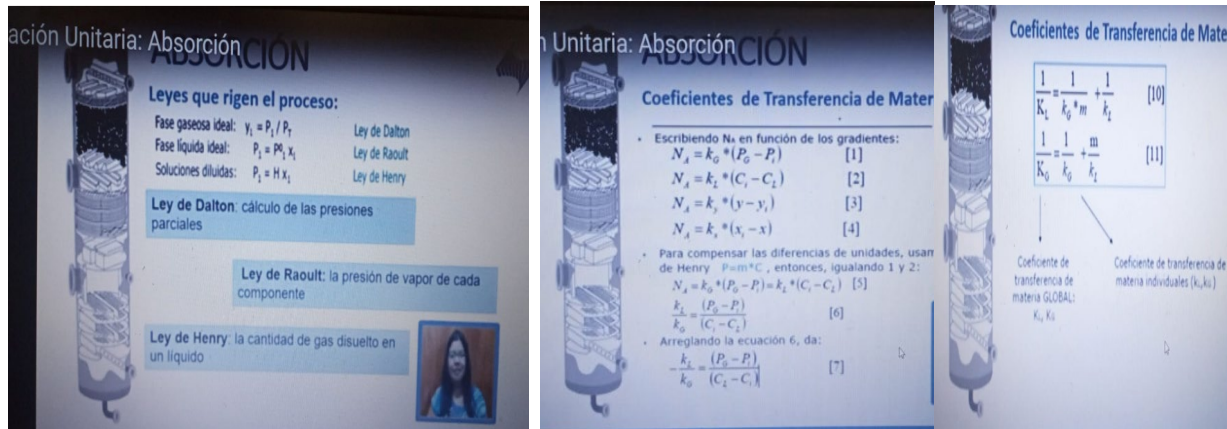 ación Unitaria: Absorción
ABSORCIÓN
Leyes que rigen el proceso:
Fase gaseosa ideal: y₁ = P₁ / P_T Ley de Dalton
Fase líquida ideal: P₁ = P⁰₁ x₁ Ley de Raoult
Soluciones diluidas: P₁ = H x₁ Ley de Henry
Ley de Dalton: cálculo de las presiones
parciales
Ley de Raoult: la presión de vapor de cada
componente
Ley de Henry: la cantidad de gas disuelto en
un líquido
n Unitaria: Absorción
ABSORCIÓN
Coeficientes de Transferencia de Mater
• Escribiendo Nₐ en función de los gradientes:
N_A = k_G *(P_G − P_i) [1]
N_A = k_L *(C_i − C_L) [2]
N_A = k_y *(y − y_i) [3]
N_A = k_x *(x_i − x) [4]
• Para compensar las diferencias de unidades, usam
de Henry P=m*C , entonces, igualando 1 y 2:
N_A = k_G *(P_G − P_i) = k_L *(C_i − C_L) [5]
k_L / k_G = (P_G − P_i) / (C_i − C_L) [6]
• Arreglando la ecuación 6, da:
− k_L / k_G = (P_G − P_i) / (C_L − C_i) [7]
Coeficientes de Transferencia de Mate
1/K_L = 1/(k_G * m) + 1/k_L [10]
1/K_G = 1/k_G + m/k_L [11]
Coeficiente de
transferencia de
materia GLOBAL:
K_L, K_G
Coeficiente de transferencia de
materia individuales (k_L,k_G)